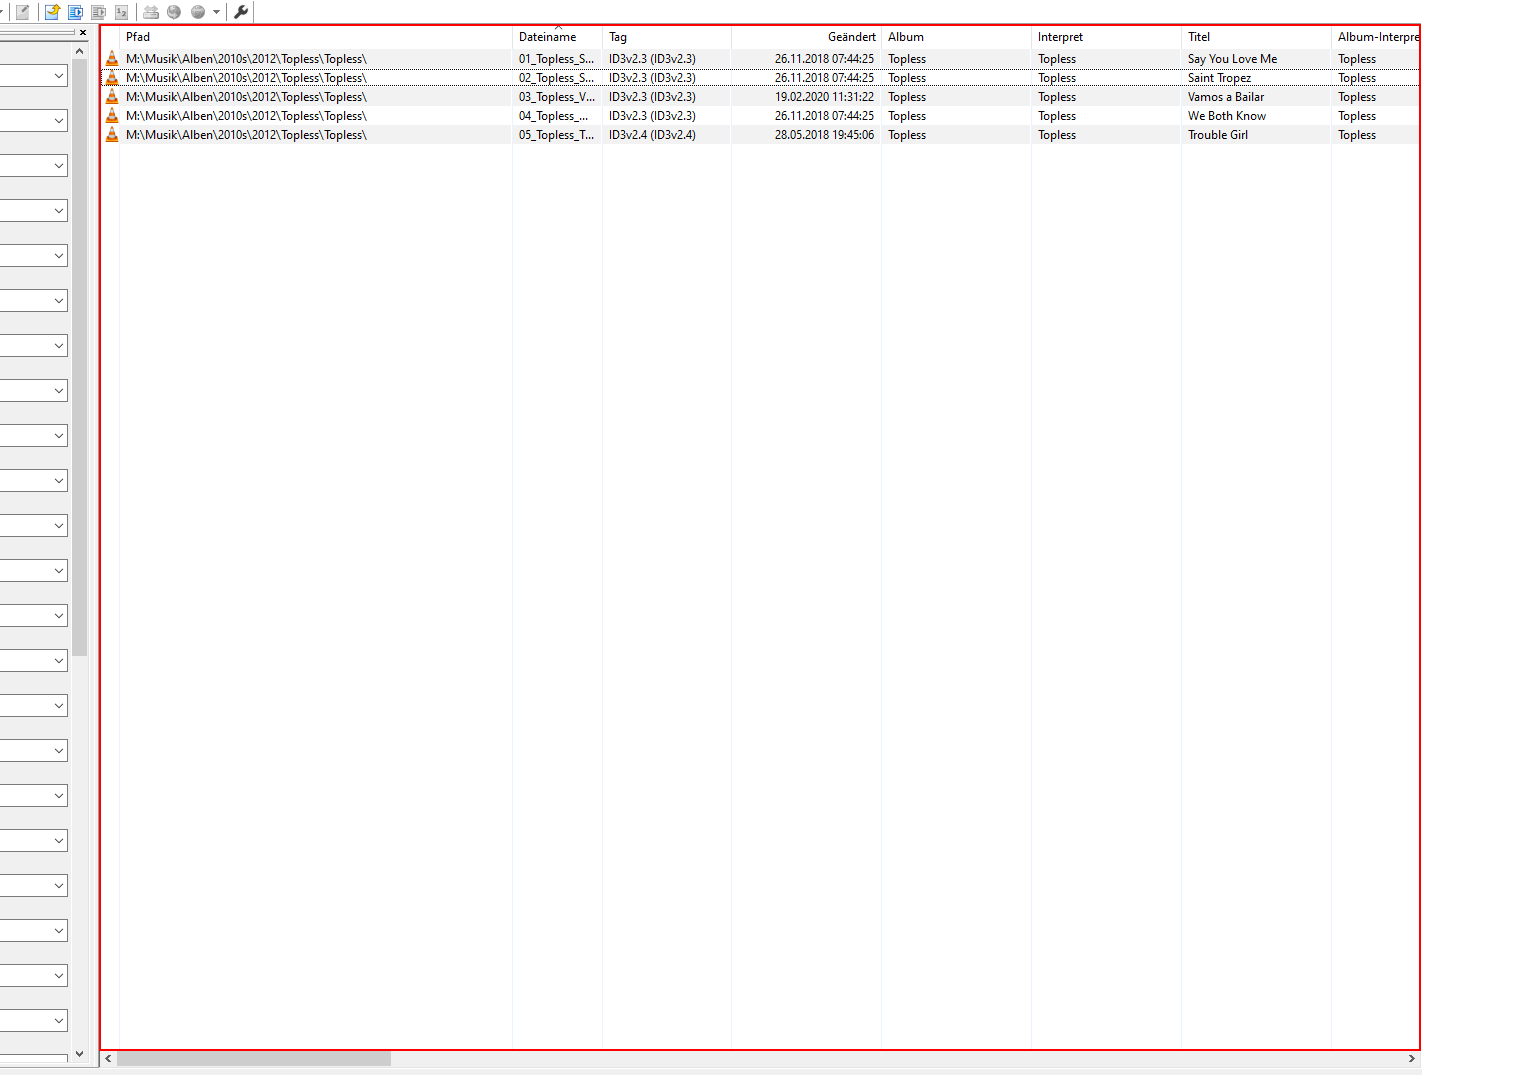 Pfad Dateiname Tag Geändert Album Interpret Titel Album-Interpre
M:\Musik\Alben\2010s\2012\Topless\Topless\ 01_Topless_S... ID3v2.3 (ID3v2.3) 26.11.2018 07:44:25 Topless Topless Say You Love Me Topless
M:\Musik\Alben\2010s\2012\Topless\Topless\ 02_Topless_S... ID3v2.3 (ID3v2.3) 26.11.2018 07:44:25 Topless Topless Saint Tropez Topless
M:\Musik\Alben\2010s\2012\Topless\Topless\ 03_Topless_V... ID3v2.3 (ID3v2.3) 19.02.2020 11:31:22 Topless Topless Vamos a Bailar Topless
M:\Musik\Alben\2010s\2012\Topless\Topless\ 04_Topless_... ID3v2.3 (ID3v2.3) 26.11.2018 07:44:25 Topless Topless We Both Know Topless
M:\Musik\Alben\2010s\2012\Topless\Topless\ 05_Topless_T... ID3v2.4 (ID3v2.4) 28.05.2018 19:45:06 Topless Topless Trouble Girl Topless